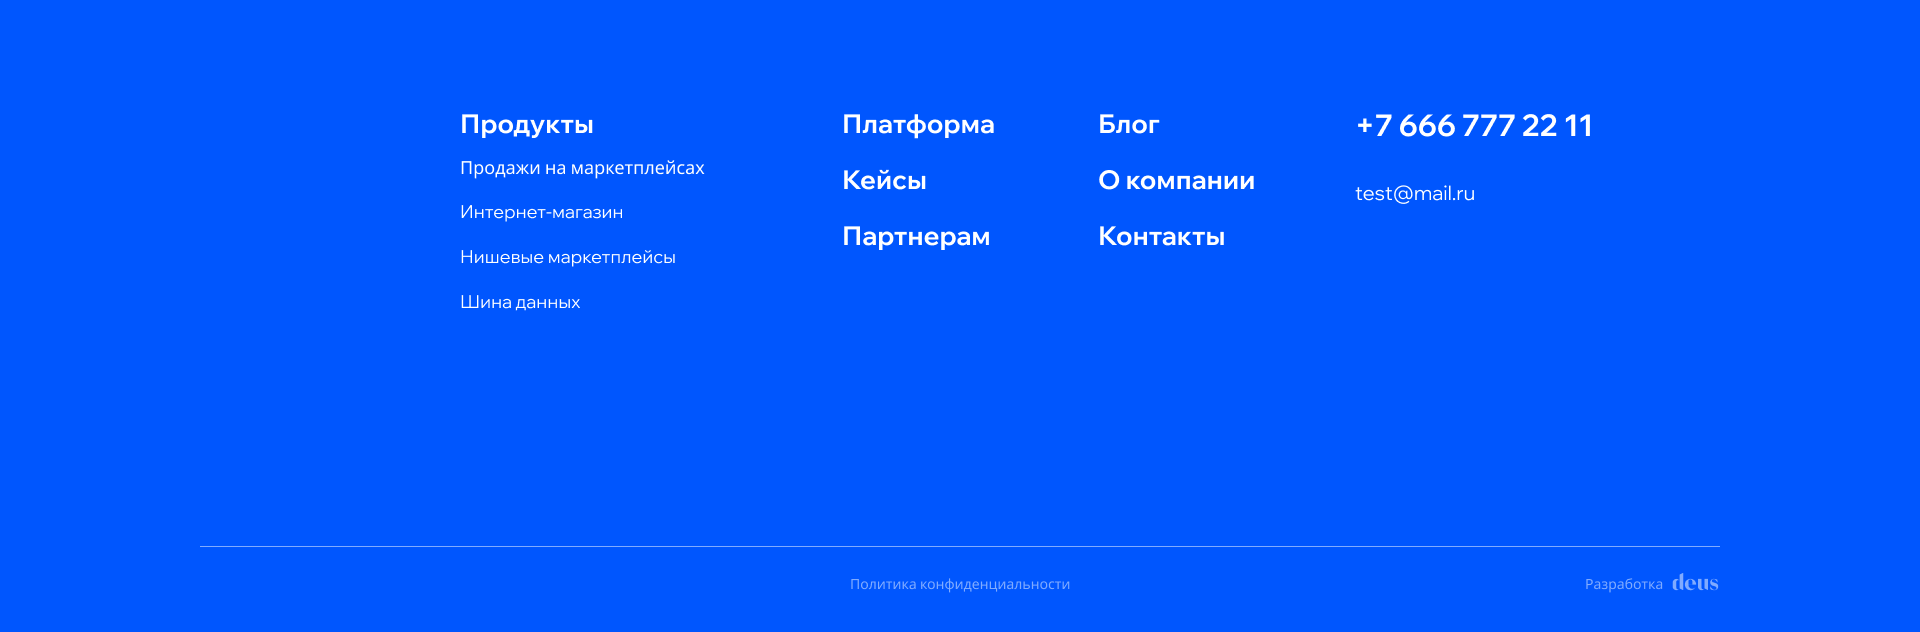 Продукты
Продажи на маркетплейсах
Интернет-магазин
Нишевые маркетплейсы
Шина данных
Платформа
Кейсы
Партнерам
Блог
О компании
Контакты
+7 666 777 22 11
test@mail.ru
Политика конфиденциальности
Разработка deus